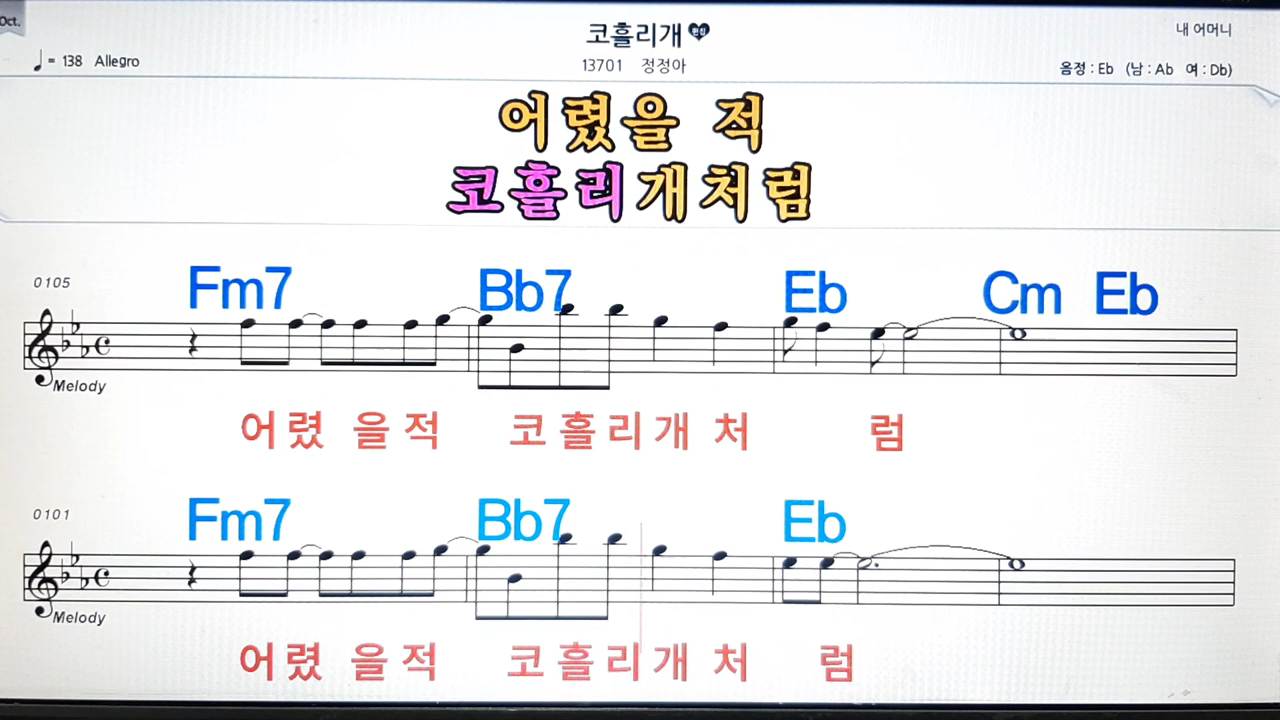 Oct.
코흘리개 편집
내 어머니
♩= 138 Allegro
13701 정정아
음정 : Eb (남 : Ab 여 : Db)
어렸을 적
코흘리개처럼
0105
Fm7 Bb7 Eb Cm Eb
Melody
어렸 을적 코흘리개 처 럼
0101
Fm7 Bb7 Eb
Melody
어렸 을적 코흘리개 처 럼